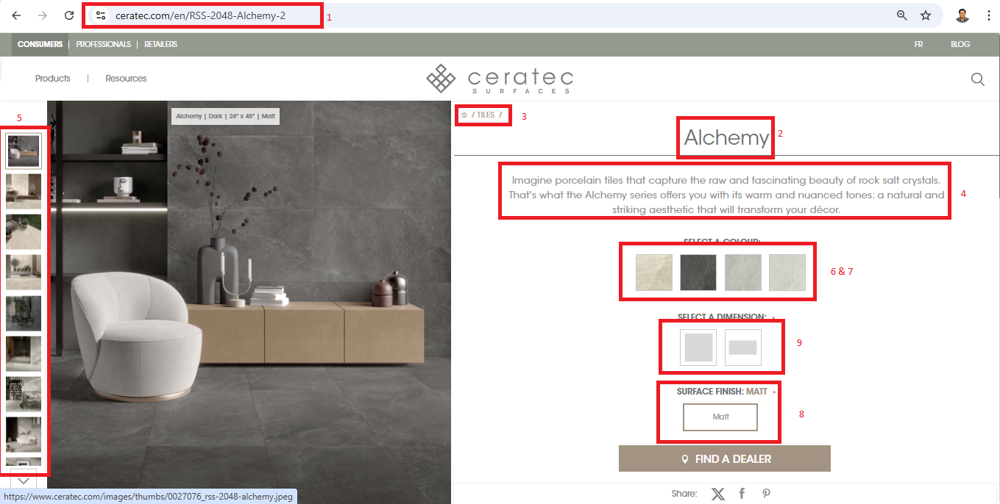 ceratec.com/en/RSS-2048-Alchemy-2
1
CONSUMERS | PROFESSIONALS | RETAILERS
FR
BLOG
Products | Resources
ceratec
SURFACES
5
Alchemy | Dark | 24" x 48" | Matt
/ TILES /
3
Alchemy
2
Imagine porcelain tiles that capture the raw and fascinating beauty of rock salt crystals.
That's what the Alchemy series offers you with its warm and nuanced tones: a natural and
striking aesthetic that will transform your décor.
4
SELECT A COLOUR:
6 & 7
SELECT A DIMENSION: *
9
SURFACE FINISH: MATT *
Matt
8
FIND A DEALER
Share:
https://www.ceratec.com/images/thumbs/0027076_rss-2048-alchemy.jpeg